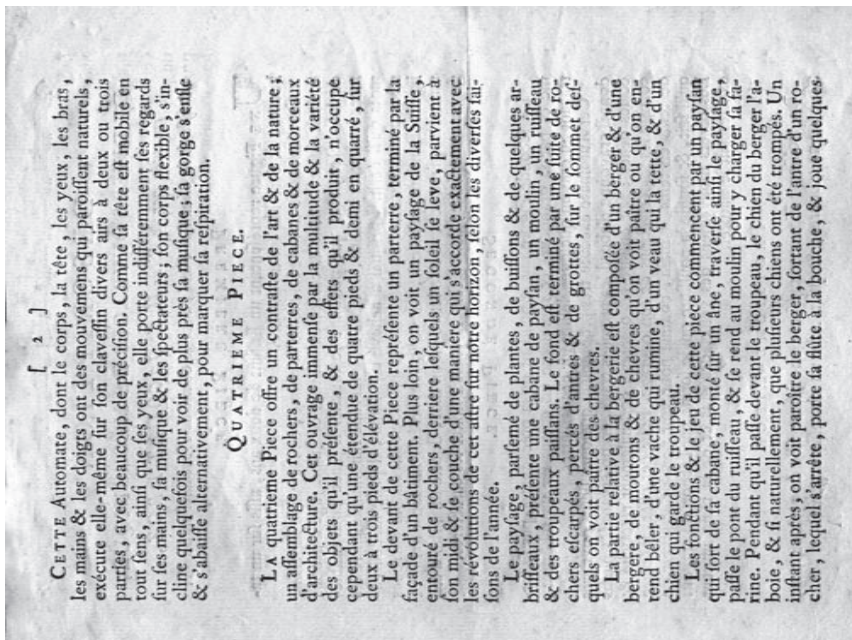 [ 2 ]
CETTE Automate, dont le corps, la tête, les yeux, les bras,
les mains & les doigts ont des mouvemens qui paroiſſent naturels,
exécute elle-même ſur ſon claveſſin divers airs à deux ou trois
parties, avec beaucoup de préciſion. Comme ſa tête eſt mobile en
tout ſens, ainſi que ſes yeux, elle porte indifféremment ſes regards
ſur ſes mains, ſa muſique & les ſpectateurs; ſon corps flexible, s'in-
cline quelquefois pour voir de plus pres ſa muſique; ſa gorge s'enfle
& s'abaiſſe alternativement, pour marquer ſa reſpiration.
QUATRIEME PIECE.
LA quatrieme Piece offre un contraſte de l'art & de la nature;
un aſſemblage de rochers, de parterres, de cabanes & de morceaux
d'architecture. Cet ouvrage immenſe par la multitude & la variété
des objets qu'il préſente, & des effets qu'il produit, n'occupe
cependant qu'une étendue de quatre pieds & demi en quarré, ſur
deux à trois pieds d'élévation.
Le devant de cette Piece repréſente un parterre, terminé par la
façade d'un bâtiment. Plus loin, on voit un payſage de la Suiſſe,
entouré de rochers, derriere leſquels un ſoleil ſe leve, parvient à
ſon midi & ſe couche d'une maniere qui s'accorde exactement avec
les révolutions de cet aſtre ſur notre horizon, ſelon les diverſes ſai-
ſons de l'année.
Le payſage, parſemé de plantes, de buiſſons & de quelques ar-
briſſeaux, préſente une cabane de payſan, un moulin, un ruiſſeau
& des troupeaux paiſſans. Le fond eſt terminé par une ſuite de ro-
chers eſcarpés, percés d'antres & de grottes, ſur le ſommet deſ-
quels on voit paître des chevres.
La partie relative à la bergerie eſt compoſée d'un berger & d'une
bergere, de moutons & de chevres qu'on voit paître ou qu'on en-
tend bêler, d'une vache qui rumine, d'un veau qui la tette, & d'un
chien qui garde le troupeau.
Les fonctions & le jeu de cette piece commencent par un payſan
qui ſort de ſa cabane, monté ſur un âne, traverſe ainſi le payſage,
paſſe le pont du ruiſſeau, & ſe rend au moulin pour y charger ſa fa-
rine. Pendant qu'il paſſe devant le troupeau, le chien du berger l'a-
boie, & ſi naturellement, que pluſieurs chiens ont été trompés. Un
inſtant après, on voit paroître le berger, ſortant de l'antre d'un ro-
cher, lequel s'arrête, porte ſa flûte à la bouche, & joue quelques